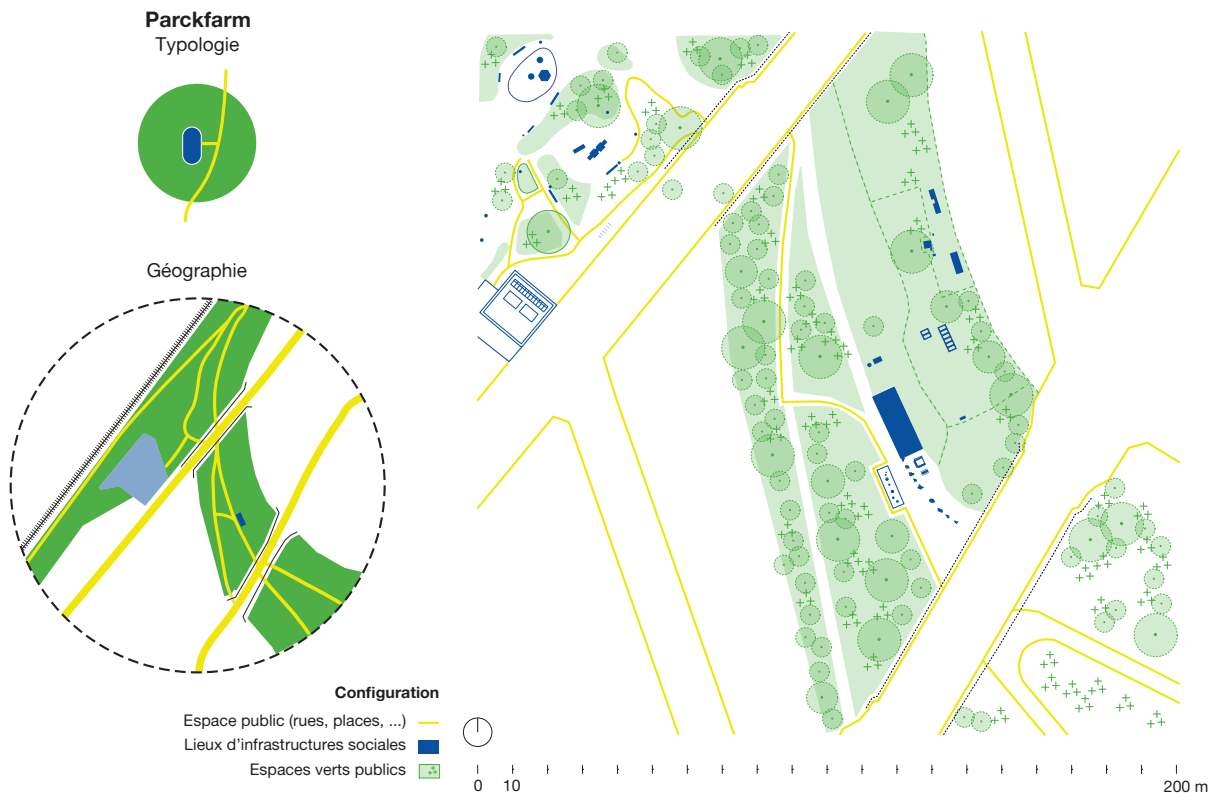 Parckfarm
Typologie
Géographie
Configuration
Espace public (rues, places, ...)
Lieux d’infrastructures sociales
Espaces verts publics
0 10 200 m